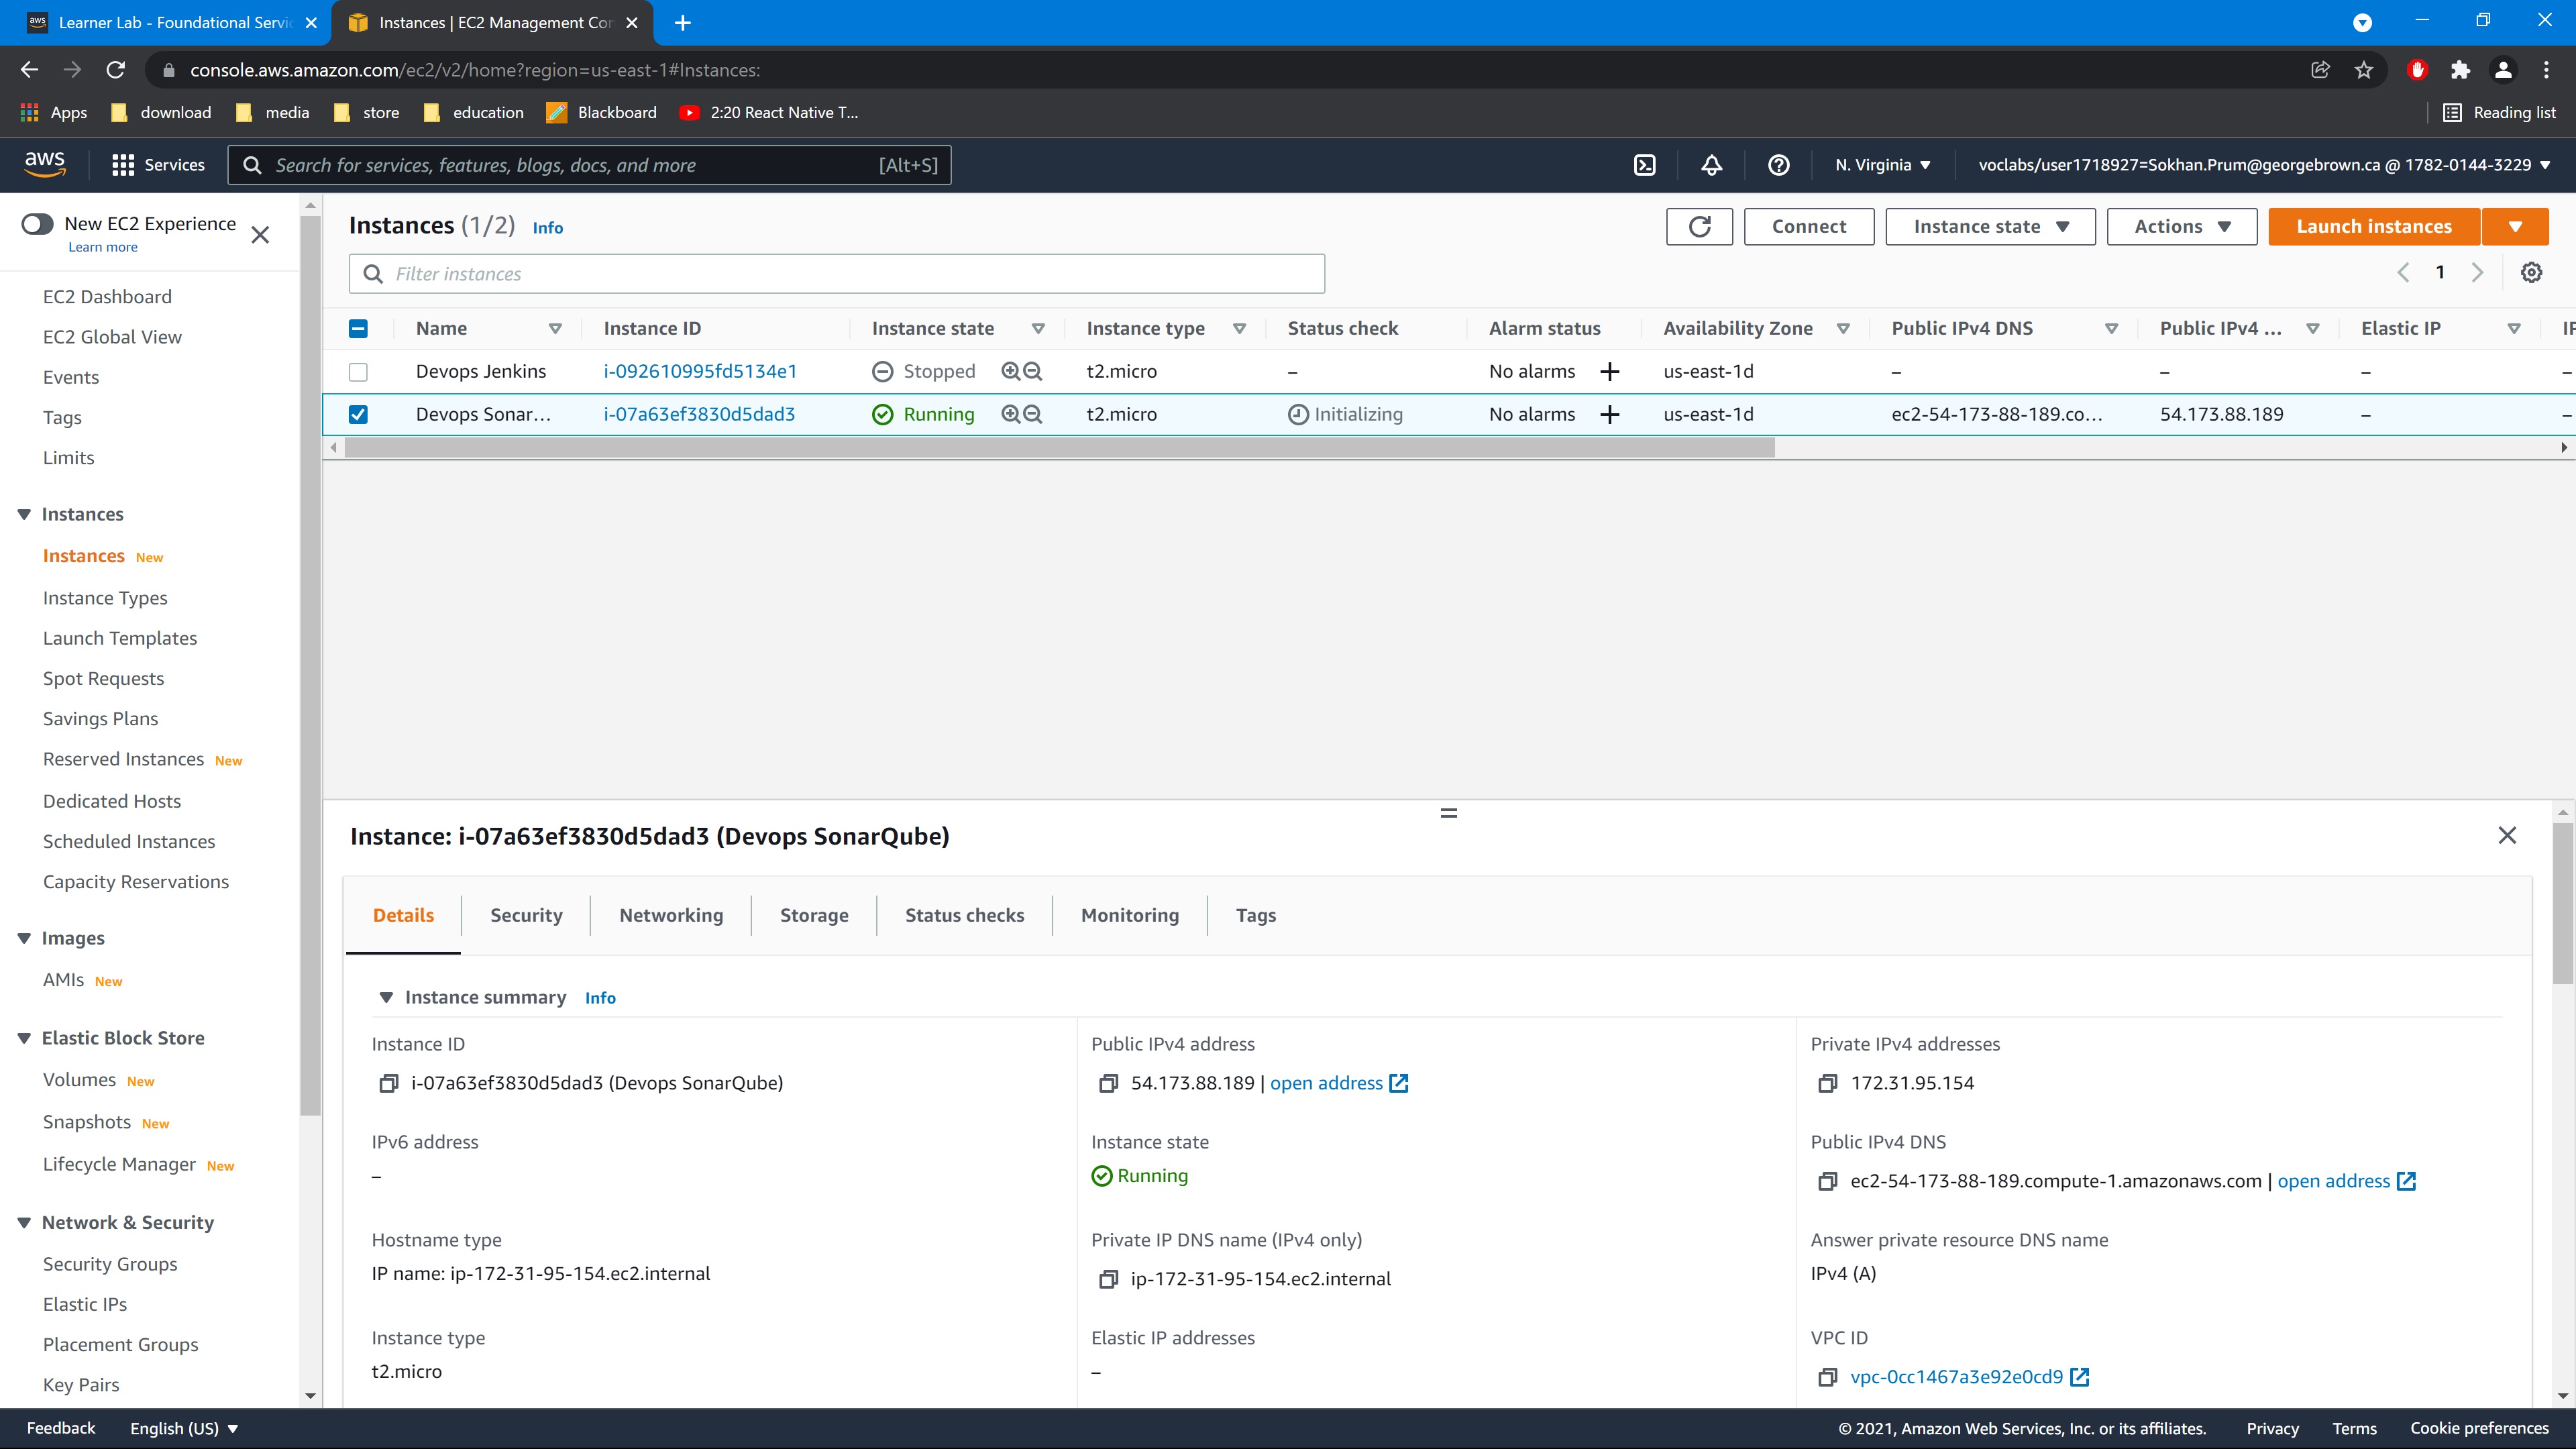 aws Learner Lab - Foundational Servic
Instances | EC2 Management Con
console.aws.amazon.com/ec2/v2/home?region=us-east-1#Instances:
Apps download media store education Blackboard 2:20 React Native T... Reading list
aws Services Search for services, features, blogs, docs, and more [Alt+S] N. Virginia voclabs/user1718927=Sokhan.Prum@georgebrown.ca @ 1782-0144-3229
New EC2 Experience
Learn more
EC2 Dashboard
EC2 Global View
Events
Tags
Limits
Instances
Instances New
Instance Types
Launch Templates
Spot Requests
Savings Plans
Reserved Instances New
Dedicated Hosts
Scheduled Instances
Capacity Reservations
Images
AMIs New
Elastic Block Store
Volumes New
Snapshots New
Lifecycle Manager New
Network & Security
Security Groups
Elastic IPs
Placement Groups
Key Pairs
Instances (1/2) Info Connect Instance state Actions Launch instances
Filter instances
1
Name Instance ID Instance state Instance type Status check Alarm status Availability Zone Public IPv4 DNS Public IPv4 ... Elastic IP IP
Devops Jenkins i-092610995fd5134e1 Stopped t2.micro – No alarms + us-east-1d – – – –
Devops Sonar... i-07a63ef3830d5dad3 Running t2.micro Initializing No alarms + us-east-1d ec2-54-173-88-189.co... 54.173.88.189 – –
Instance: i-07a63ef3830d5dad3 (Devops SonarQube)
Details Security Networking Storage Status checks Monitoring Tags
Instance summary Info
Instance ID
i-07a63ef3830d5dad3 (Devops SonarQube)
Public IPv4 address
54.173.88.189 | open address
Private IPv4 addresses
172.31.95.154
IPv6 address
–
Instance state
Running
Public IPv4 DNS
ec2-54-173-88-189.compute-1.amazonaws.com | open address
Hostname type
IP name: ip-172-31-95-154.ec2.internal
Private IP DNS name (IPv4 only)
ip-172-31-95-154.ec2.internal
Answer private resource DNS name
IPv4 (A)
Instance type
t2.micro
Elastic IP addresses
–
VPC ID
vpc-0cc1467a3e92e0cd9
Feedback English (US) © 2021, Amazon Web Services, Inc. or its affiliates. Privacy Terms Cookie preferences